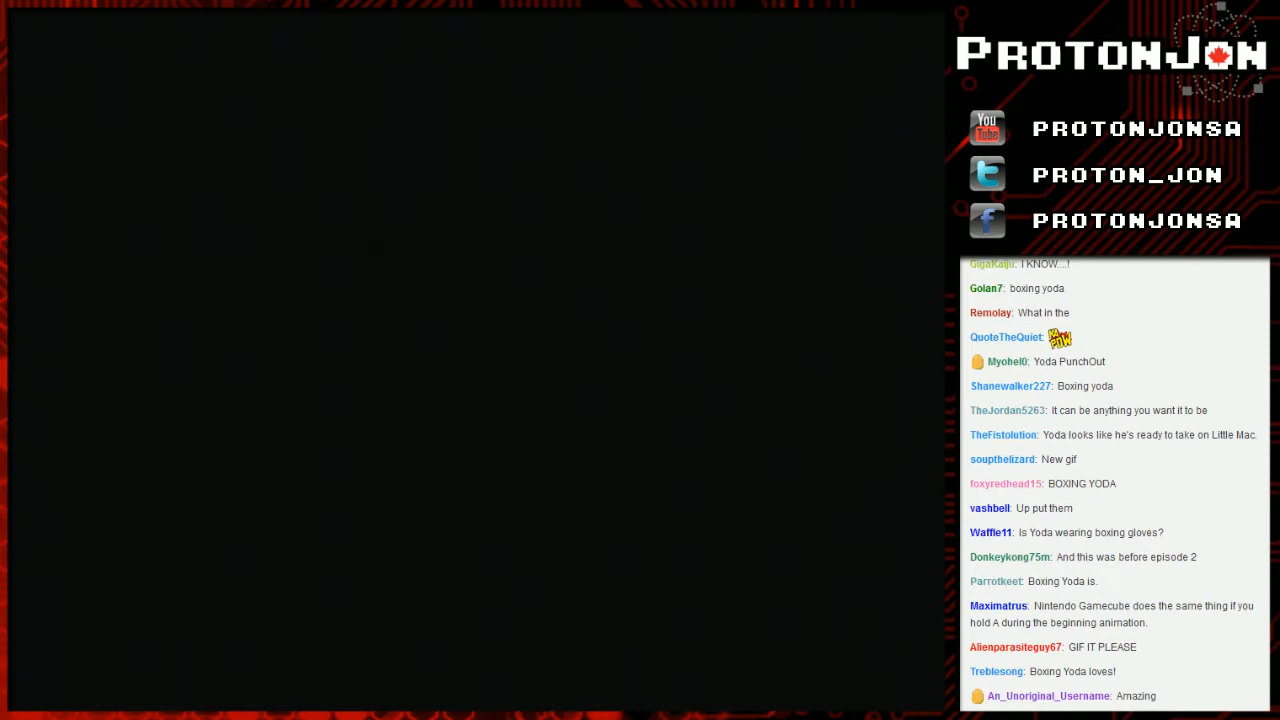 PROTONJON
You Tube PROTONJONSA
t PROTON_JON
f PROTONJONSA
GigaKaiju: I KNOW....!
Golan7: boxing yoda
Remolay: What in the
QuoteTheQuiet: KA POW
Myohel0: Yoda PunchOut
Shanewalker227: Boxing yoda
TheJordan5263: It can be anything you want it to be
TheFistolution: Yoda looks like he's ready to take on Little Mac.
soupthelizard: New gif
foxyredhead15: BOXING YODA
vashbell: Up put them
Waffle11: Is Yoda wearing boxing gloves?
Donkeykong75m: And this was before episode 2
Parrotkeet: Boxing Yoda is.
Maximatrus: Nintendo Gamecube does the same thing if you
hold A during the beginning animation.
Alienparasiteguy67: GIF IT PLEASE
Treblesong: Boxing Yoda loves!
An_Unoriginal_Username: Amazing